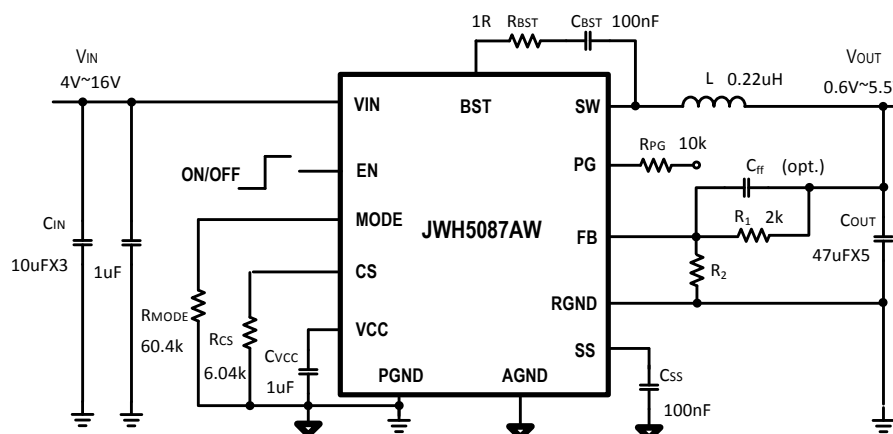 1R RBST CBST 100nF
VIN
4V~16V
VOUT
0.6V~5.5
L 0.22uH
VIN
BST
SW
RPG 10k
PG
Cff (opt.)
ON/OFF
EN
MODE
JWH5087AW
FB
R1 2k
COUT
47uFX5
CIN
10uFX3
1uF
CS
R2
RGND
RMODE
60.4k
RCS
6.04k
VCC
CVCC
1uF
SS
PGND
AGND
CSS
100nF